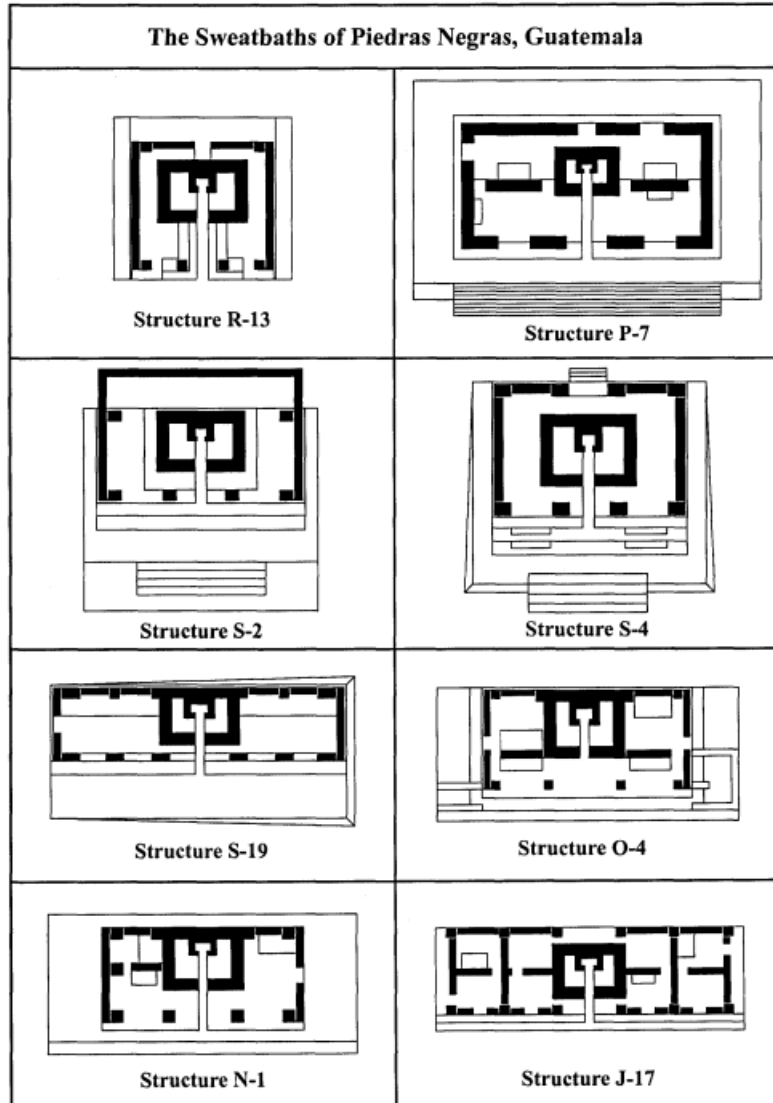 The Sweatbaths of Piedras Negras, Guatemala
Structure R-13
Structure P-7
Structure S-2
Structure S-4
Structure S-19
Structure O-4
Structure N-1
Structure J-17